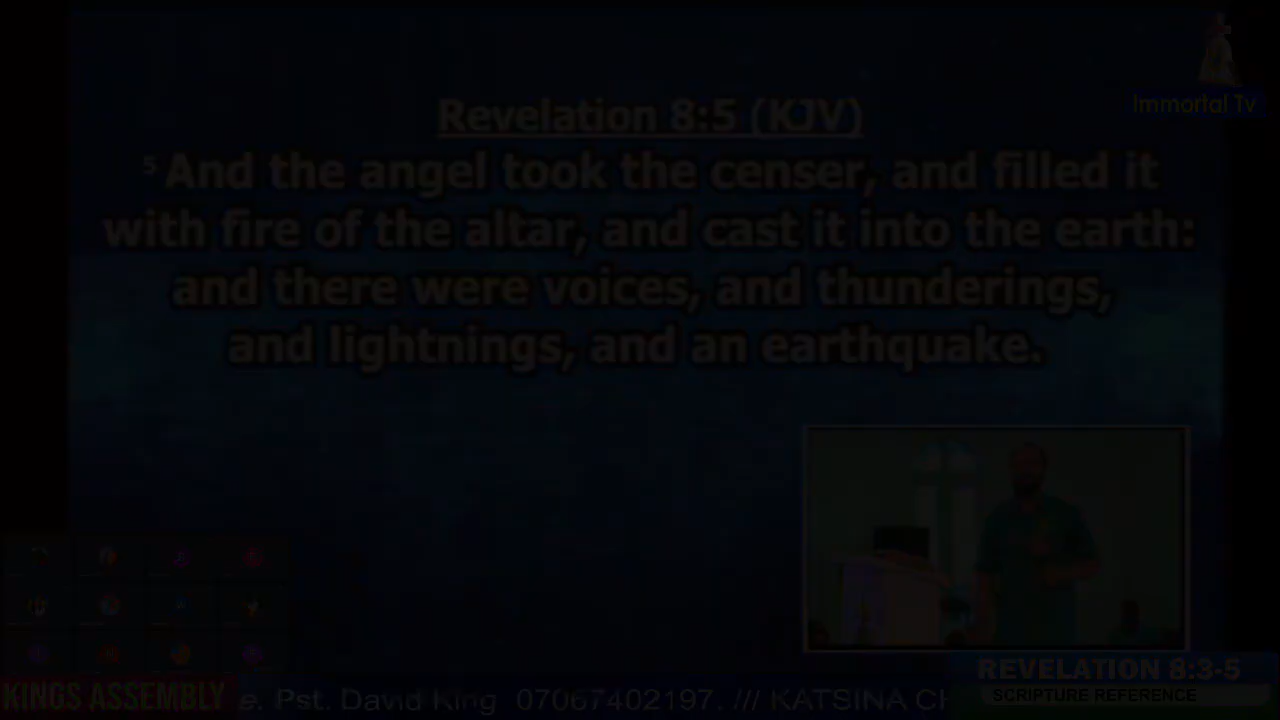 Immortal Tv
Revelation 8:5 (KJV)
5 And the angel took the censer, and filled it
with fire of the altar, and cast it into the earth:
and there were voices, and thunderings,
and lightnings, and an earthquake.
REVELATION 8:3-5
SCRIPTURE REFERENCE
KINGS ASSEMBLY e. Pst. David King 07067402197. /// KATSINA CH